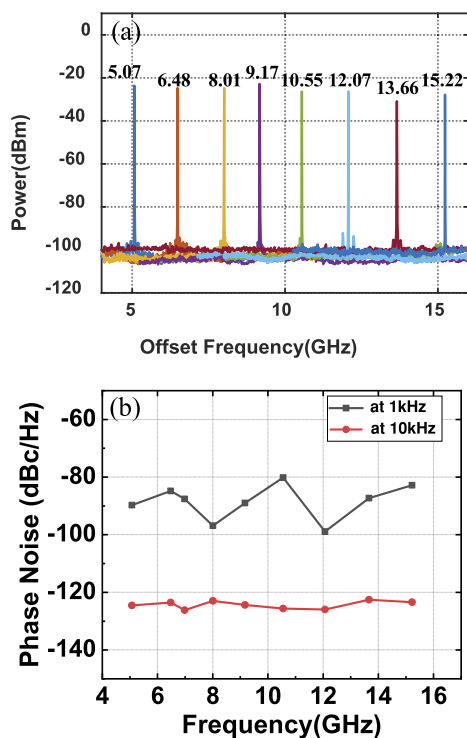 (a)
0
-20
-40
-60
-80
-100
-120
Power(dBm)
5.07 6.48 8.01 9.17 10.55 12.07 13.66 15.22
5 10 15
Offset Frequency(GHz)
(b)
at 1kHz
at 10kHz
-60
-80
-100
-120
-140
Phase Noise (dBc/Hz)
4 6 8 10 12 14 16
Frequency(GHz)